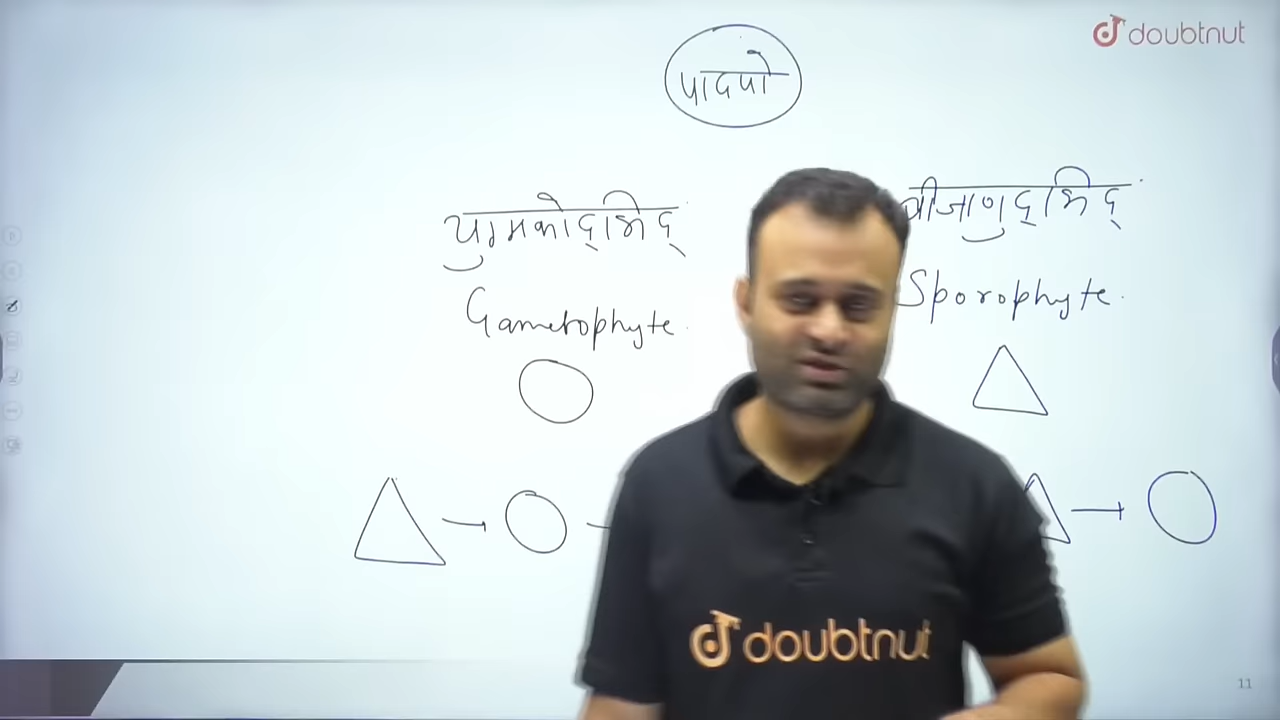 doubtnut
पादपो
युग्मकोद्भिद्
बीजाणुद्भिद्
Gametophyte.
Sporophyte.
doubtnut
11